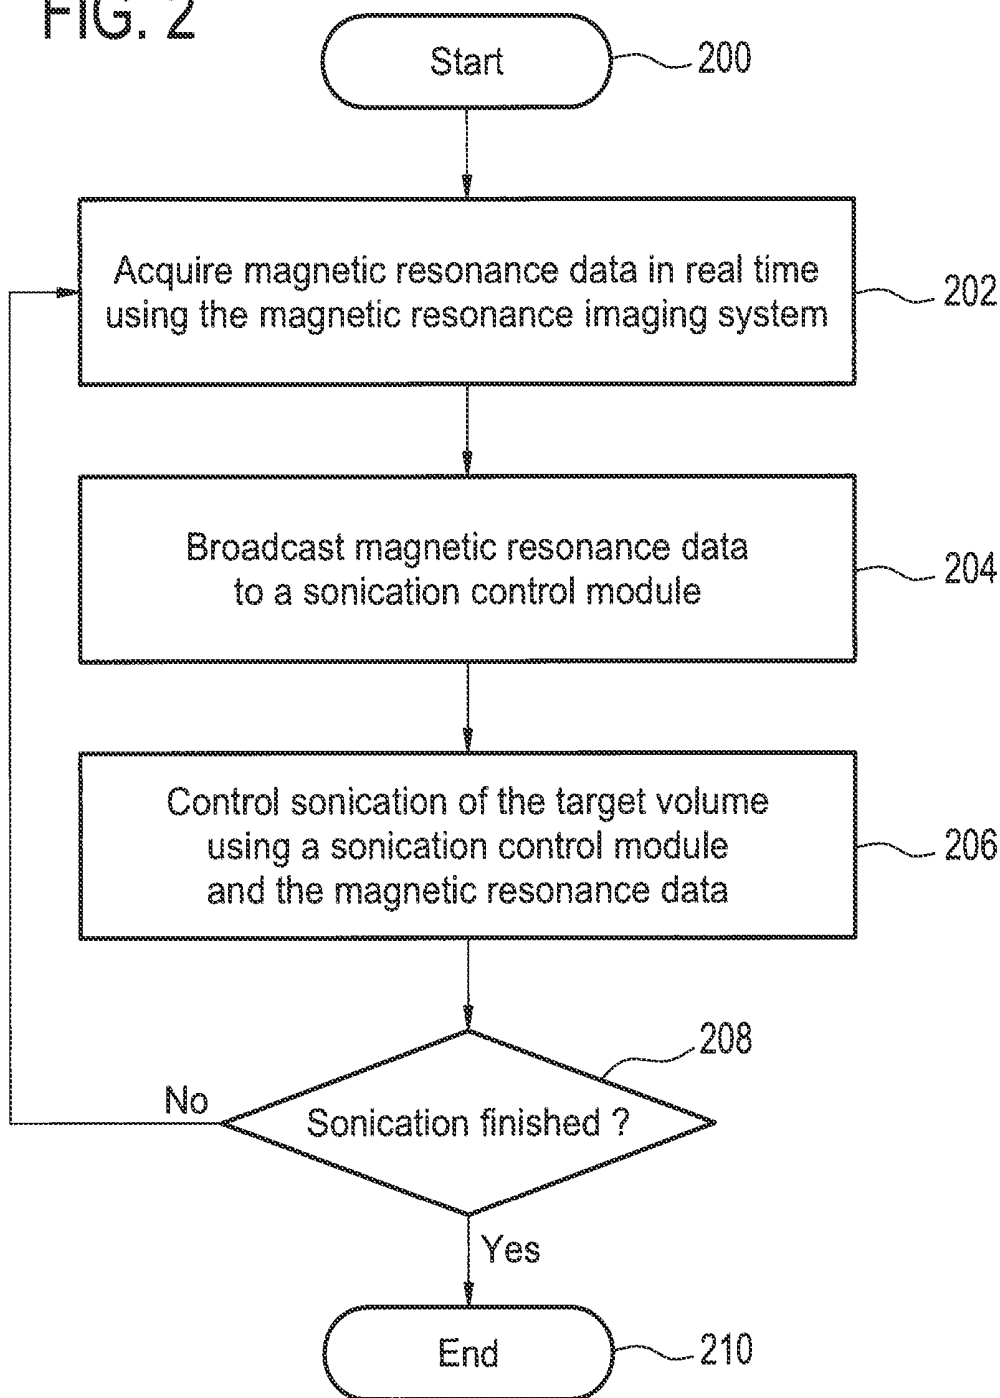 FIG. 2
Start
200
Acquire magnetic resonance data in real time
using the magnetic resonance imaging system
202
Broadcast magnetic resonance data
to a sonication control module
204
Control sonication of the target volume
using a sonication control module
and the magnetic resonance data
206
208
No
Sonication finished ?
Yes
End
210